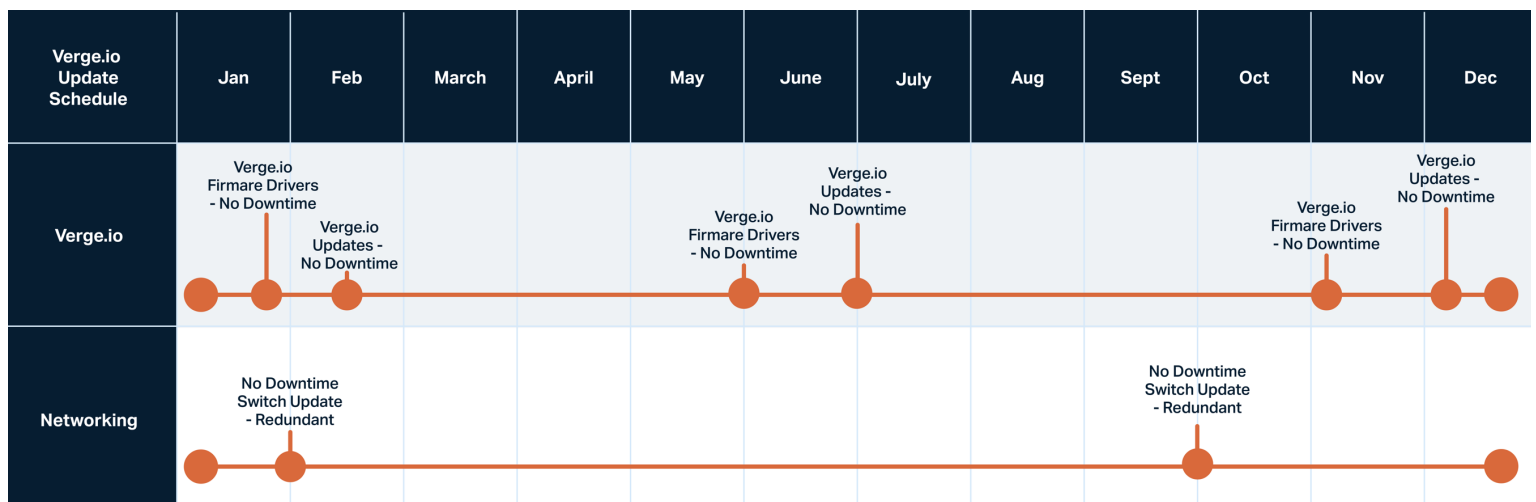 Verge.io
Update
Schedule
Jan
Feb
March
April
May
June
July
Aug
Sept
Oct
Nov
Dec
Verge.io
Verge.io
Firmare Drivers
- No Downtime
Verge.io
Updates -
No Downtime
Verge.io
Firmare Drivers
- No Downtime
Verge.io
Updates -
No Downtime
Verge.io
Firmare Drivers
- No Downtime
Verge.io
Updates -
No Downtime
Networking
No Downtime
Switch Update
- Redundant
No Downtime
Switch Update
- Redundant